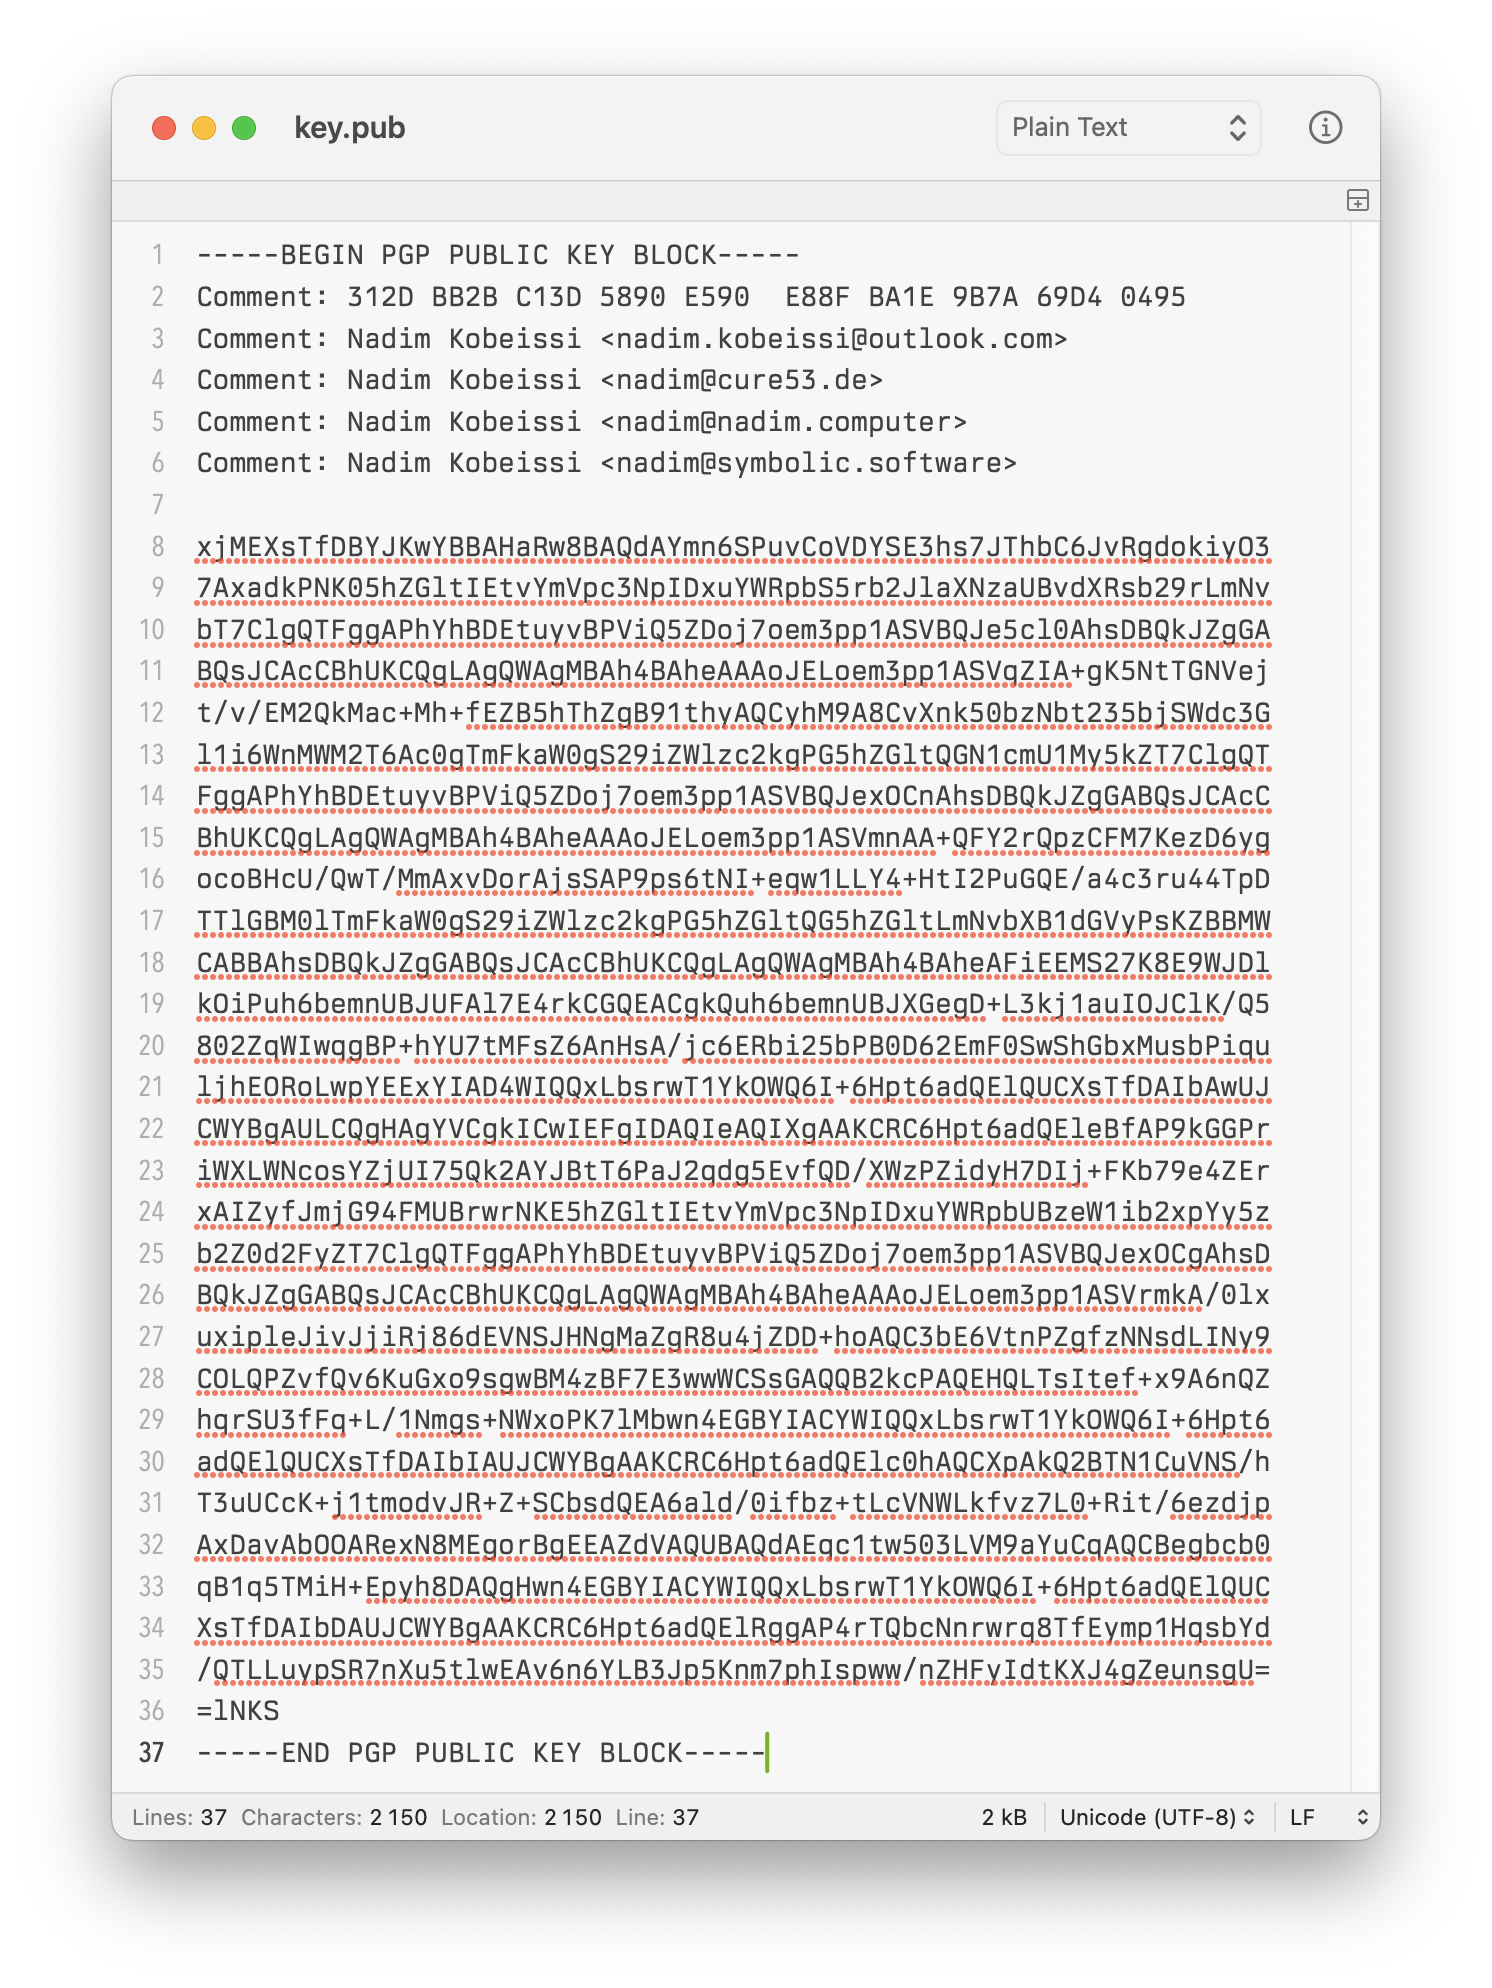 key.pub
Plain Text
1 -----BEGIN PGP PUBLIC KEY BLOCK-----
2 Comment: 312D BB2B C13D 5890 E590  E88F BA1E 9B7A 69D4 0495
3 Comment: Nadim Kobeissi <nadim.kobeissi@outlook.com>
4 Comment: Nadim Kobeissi <nadim@cure53.de>
5 Comment: Nadim Kobeissi <nadim@nadim.computer>
6 Comment: Nadim Kobeissi <nadim@symbolic.software>
7
8 xjMEXsTfDBYJKwYBBAHaRw8BAQdAYmn6SPuvCoVDYSE3hs7JThbC6JvRgdokiyO3
9 7AxadkPNK05hZGltIEtvYmVpc3NpIDxuYWRpbS5rb2JlaXNzaUBvdXRsb29rLmNv
10 bT7ClgQTFggAPhYhBDEtuyvBPViQ5ZDoj7oem3pp1ASVBQJe5cl0AhsDBQkJZgGA
11 BQsJCAcCBhUKCQgLAgQWAgMBAh4BAheAAAoJELoem3pp1ASVqZIA+gK5NtTGNVej
12 t/v/EM2QkMac+Mh+fEZB5hThZgB91thyAQCyhM9A8CvXnk50bzNbt235bjSWdc3G
13 l1i6WnMWM2T6Ac0gTmFkaW0gS29iZWlzc2kgPG5hZGltQGN1cmU1My5kZT7ClgQT
14 FggAPhYhBDEtuyvBPViQ5ZDoj7oem3pp1ASVBQJexOCnAhsDBQkJZgGABQsJCAcC
15 BhUKCQgLAgQWAgMBAh4BAheAAAoJELoem3pp1ASVmnAA+QFY2rQpzCFM7KezD6yg
16 ocoBHcU/QwT/MmAxvDorAjsSAP9ps6tNI+eqw1LLY4+HtI2PuGQE/a4c3ru44TpD
17 TTlGBM0lTmFkaW0gS29iZWlzc2kgPG5hZGltQG5hZGltLmNvbXB1dGVyPsKZBBMW
18 CABBAhsDBQkJZgGABQsJCAcCBhUKCQgLAgQWAgMBAh4BAheAFiEEMS27K8E9WJDl
19 kOiPuh6bemnUBJUFAl7E4rkCGQEACgkQuh6bemnUBJXGegD+L3kj1auIOJClK/Q5
20 802ZqWIwqgBP+hYU7tMFsZ6AnHsA/jc6ERbi25bPB0D62EmF0SwShGbxMusbPiqu
21 ljhEORoLwpYEExYIAD4WIQQxLbsrwT1YkOWQ6I+6Hpt6adQElQUCXsTfDAIbAwUJ
22 CWYBgAULCQgHAgYVCgkICwIEFgIDAQIeAQIXgAAKCRC6Hpt6adQEleBfAP9kGGPr
23 iWXLWNcosYZjUI75Qk2AYJBtT6PaJ2qdg5EvfQD/XWzPZidyH7DIj+FKb79e4ZEr
24 xAIZyfJmjG94FMUBrwrNKE5hZGltIEtvYmVpc3NpIDxuYWRpbUBzeW1ib2xpYy5z
25 b2Z0d2FyZT7ClgQTFggAPhYhBDEtuyvBPViQ5ZDoj7oem3pp1ASVBQJexOCgAhsD
26 BQkJZgGABQsJCAcCBhUKCQgLAgQWAgMBAh4BAheAAAoJELoem3pp1ASVrmkA/0lx
27 uxipleJivJjiRj86dEVNSJHNgMaZgR8u4jZDD+hoAQC3bE6VtnPZgfzNNsdLINy9
28 COLQPZvfQv6KuGxo9sgwBM4zBF7E3wwWCSsGAQQB2kcPAQEHQLTsItef+x9A6nQZ
29 hqrSU3fFq+L/1Nmgs+NWxoPK7lMbwn4EGBYIACYWIQQxLbsrwT1YkOWQ6I+6Hpt6
30 adQElQUCXsTfDAIbIAUJCWYBgAAKCRC6Hpt6adQElc0hAQCXpAkQ2BTN1CuVNS/h
31 T3uUCcK+j1tmodvJR+Z+SCbsdQEA6ald/0ifbz+tLcVNWLkfvz7L0+Rit/6ezdjp
32 AxDavAbOOARexN8MEgorBgEEAZdVAQUBAQdAEqc1tw503LVM9aYuCqAQCBegbcb0
33 qB1q5TMiH+Epyh8DAQgHwn4EGBYIACYWIQQxLbsrwT1YkOWQ6I+6Hpt6adQElQUC
34 XsTfDAIbDAUJCWYBgAAKCRC6Hpt6adQElRggAP4rTQbcNnrwrq8TfEymp1HqsbYd
35 /QTLLuypSR7nXu5tlwEAv6n6YLB3Jp5Knm7phIspww/nZHFyIdtKXJ4gZeunsgU=
36 =lNKS
37 -----END PGP PUBLIC KEY BLOCK-----
Lines: 37 Characters: 2 150 Location: 2 150 Line: 37 2 kB Unicode (UTF-8) LF